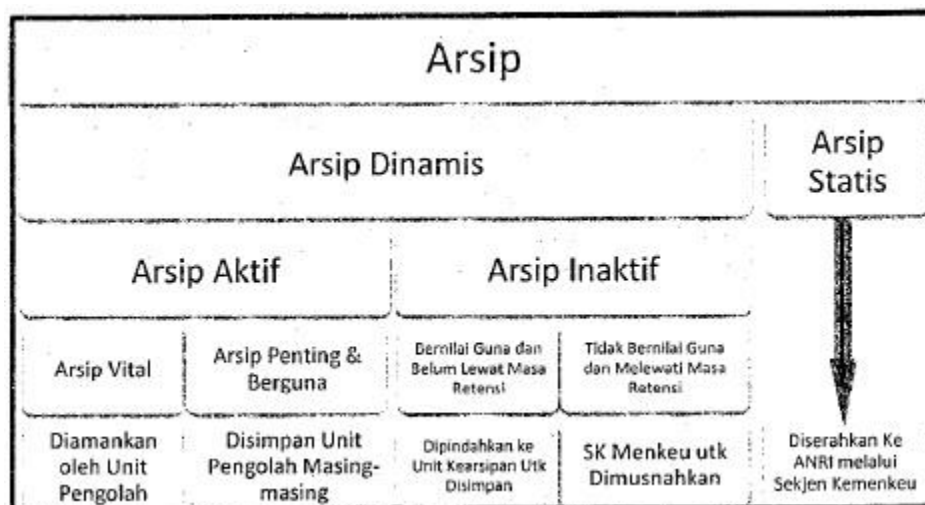 Arsip
Arsip Dinamis
Arsip
Statis
Arsip Aktif
Arsip Inaktif
Arsip Vital
Arsip Penting &
Berguna
Bernilai Guna dan
Belum Lewat Masa
Retensi
Tidak Bernilai Guna
dan Melewati Masa
Retensi
Diamankan
oleh Unit
Pengolah
Disimpan Unit
Pengolah Masing-
masing
Dipindahkan ke
Unit Kearsipan Utk
Disimpan
SK Menkeu utk
Dimusnahkan
Diserahkan Ke
ANRI melalui
Sekjen Kemenkeu